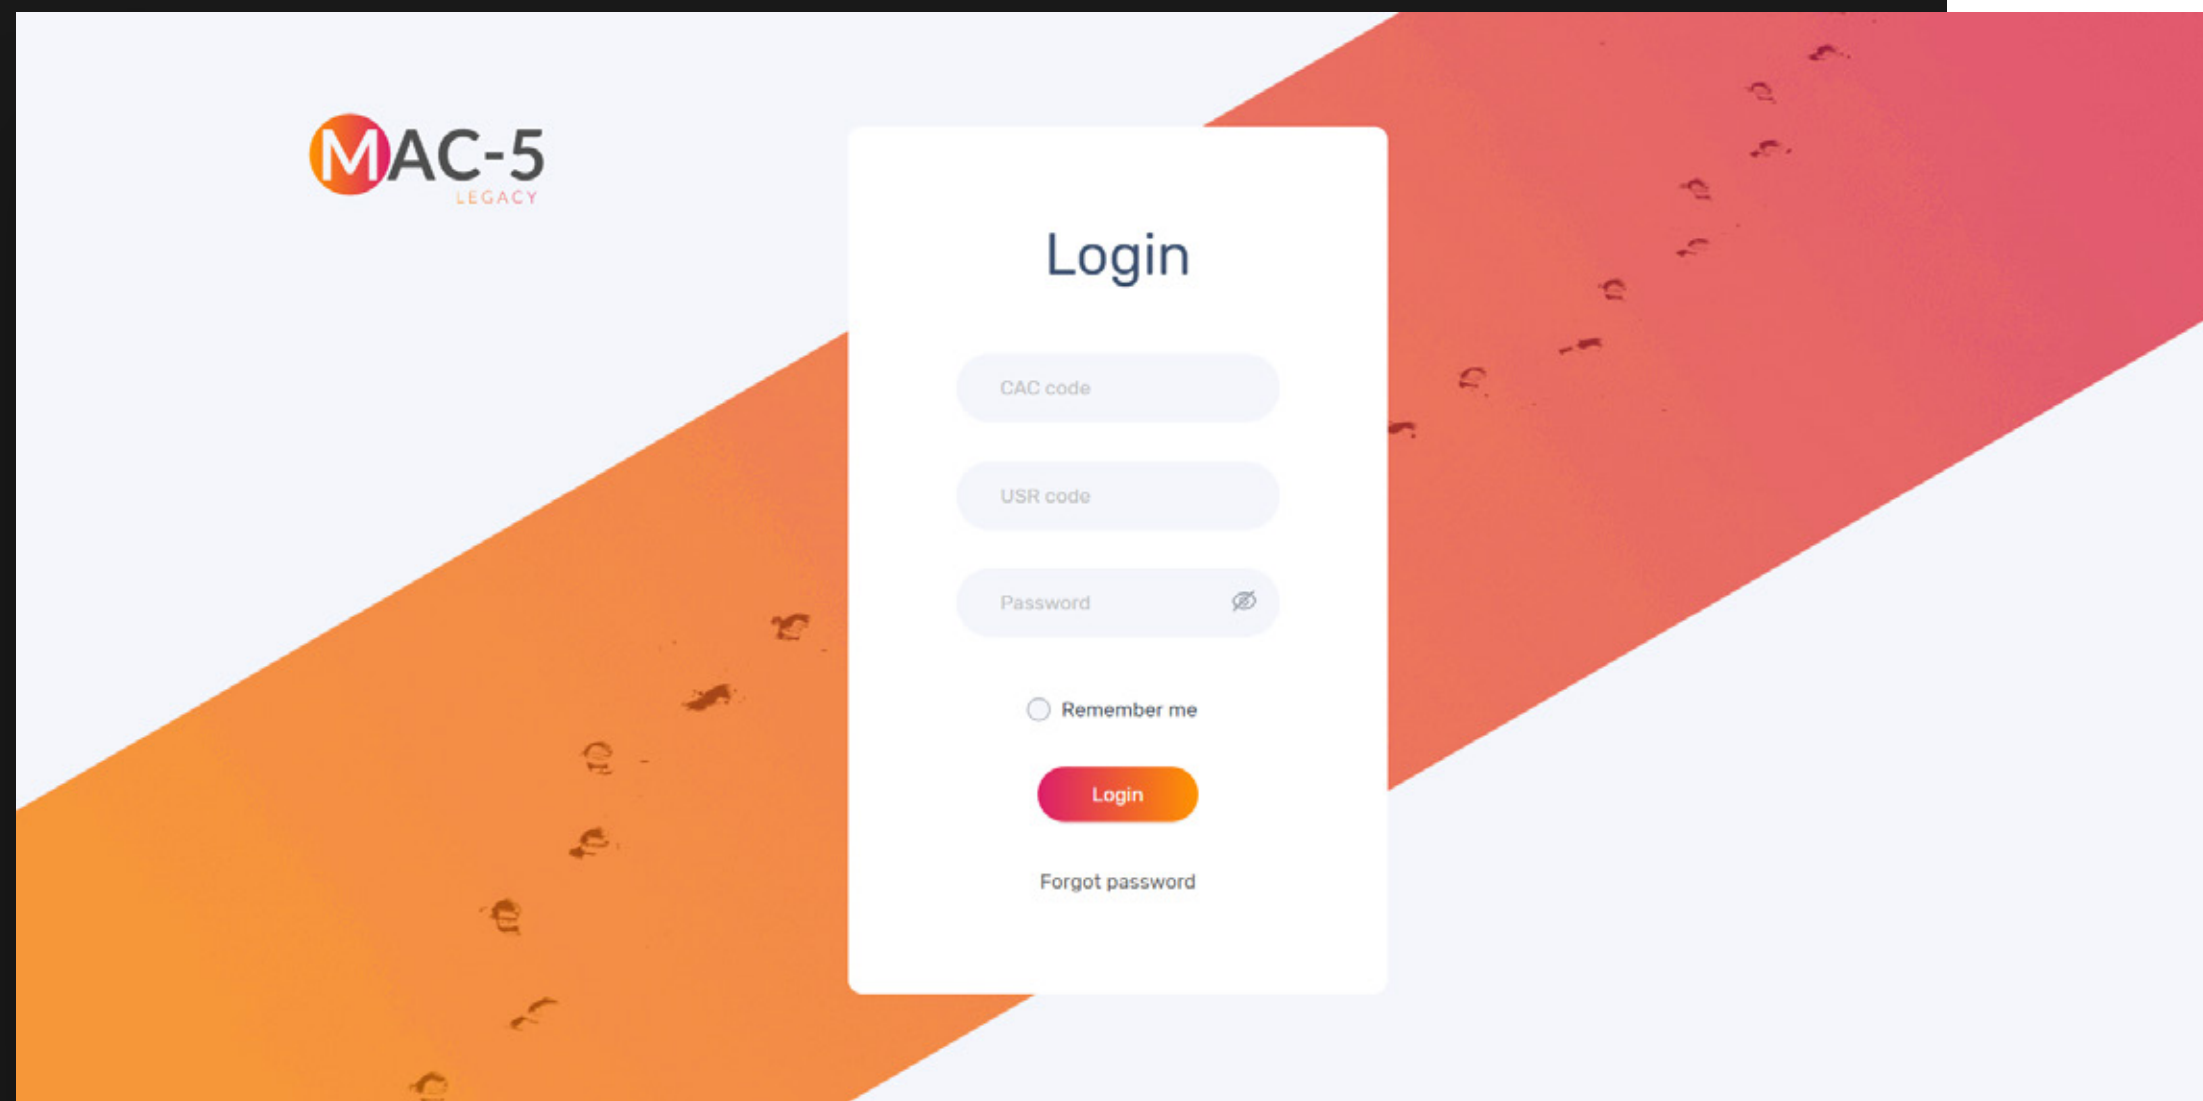 MAC-5
LEGACY
Login
CAC code
USR code
Password
Remember me
Login
Forgot password